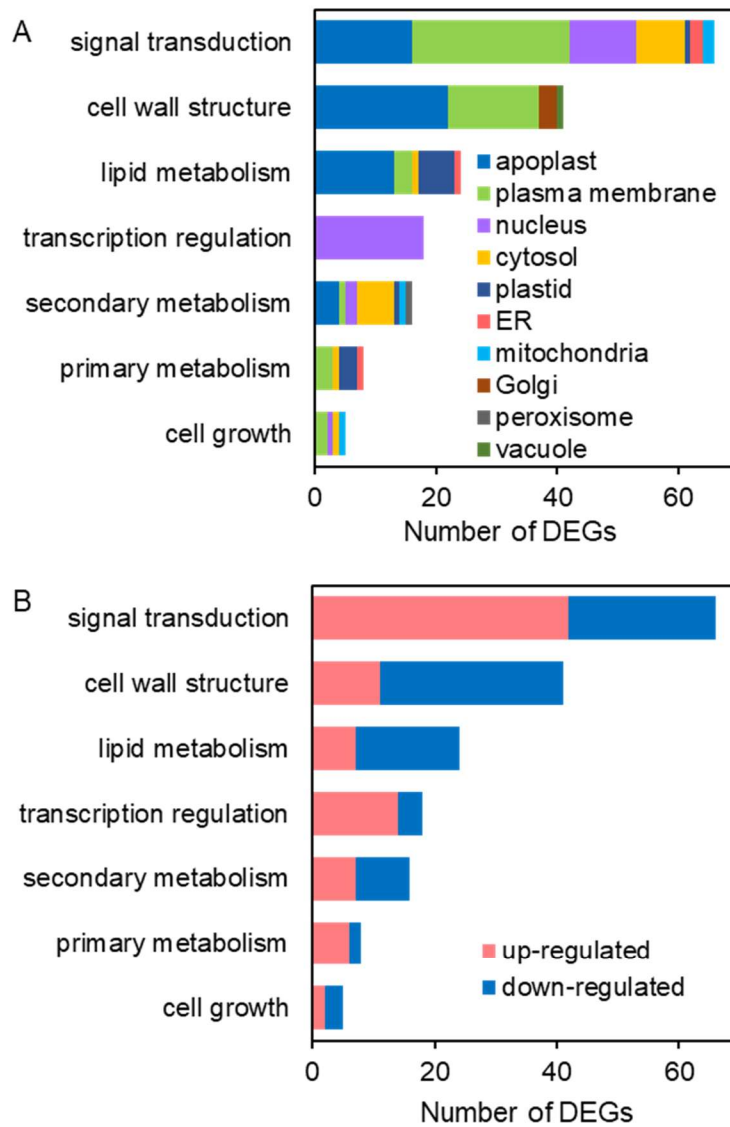 A
signal transduction
cell wall structure
lipid metabolism
transcription regulation
secondary metabolism
primary metabolism
cell growth
apoplast
plasma membrane
nucleus
cytosol
plastid
ER
mitochondria
Golgi
peroxisome
vacuole
0 20 40 60
Number of DEGs
B
signal transduction
cell wall structure
lipid metabolism
transcription regulation
secondary metabolism
primary metabolism
cell growth
up-regulated
down-regulated
0 20 40 60
Number of DEGs